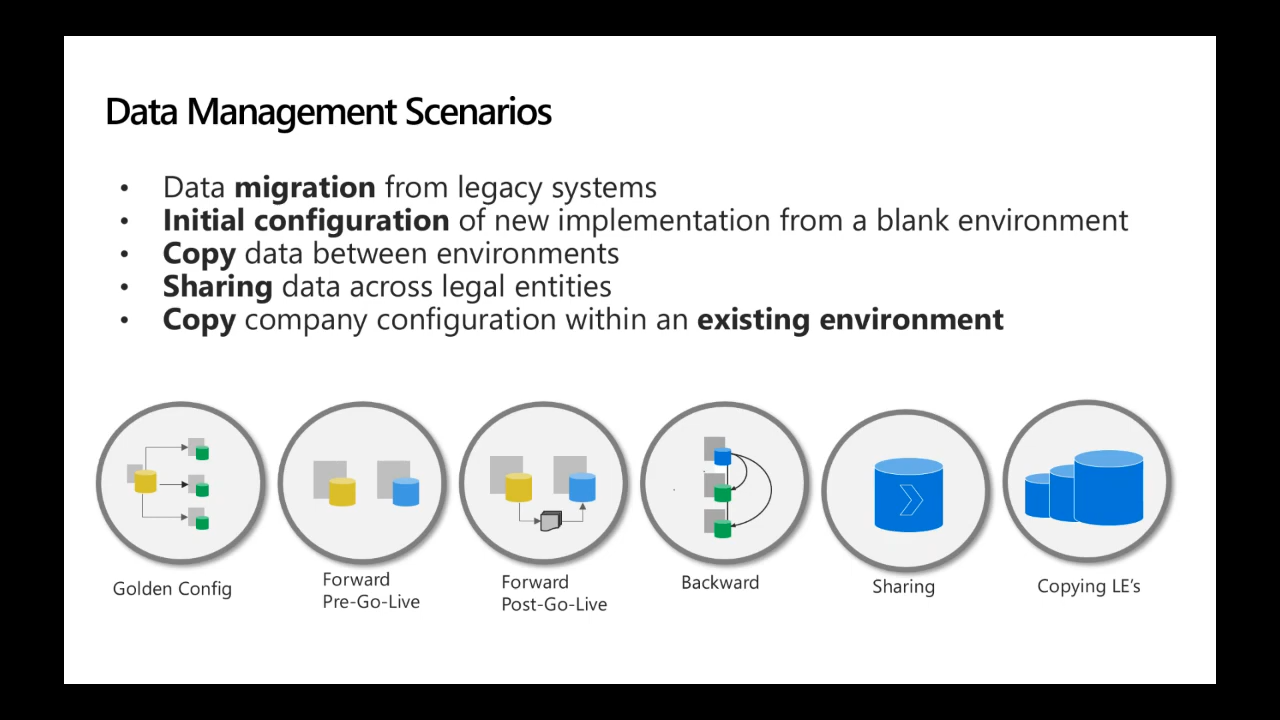 Data Management Scenarios
• Data migration from legacy systems
• Initial configuration of new implementation from a blank environment
• Copy data between environments
• Sharing data across legal entities
• Copy company configuration within an existing environment
Golden Config
Forward
Pre-Go-Live
Forward
Post-Go-Live
Backward
Sharing
Copying LE's